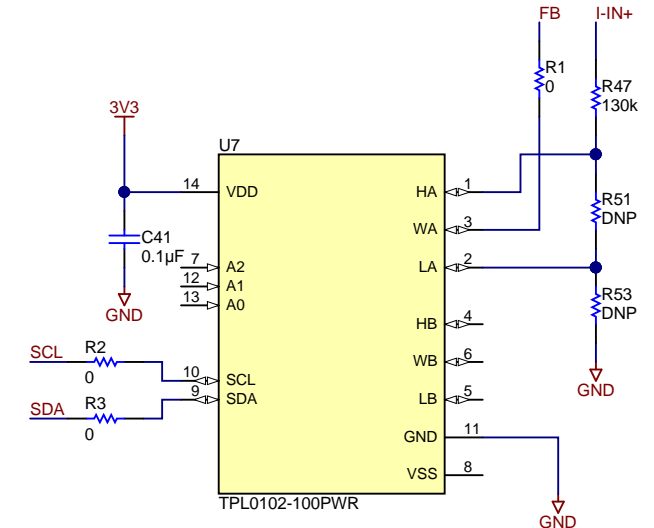 FB
I-IN+
R1
0
R47
130k
3V3
U7
14
VDD
HA
1
R51
DNP
WA
3
C41
0.1µF
7
A2
LA
2
12
A1
13
A0
R53
DNP
GND
HB
4
SCL
R2
0
WB
6
10
SCL
GND
SDA
R3
0
9
SDA
LB
5
GND
11
VSS
8
TPL0102-100PWR
GND